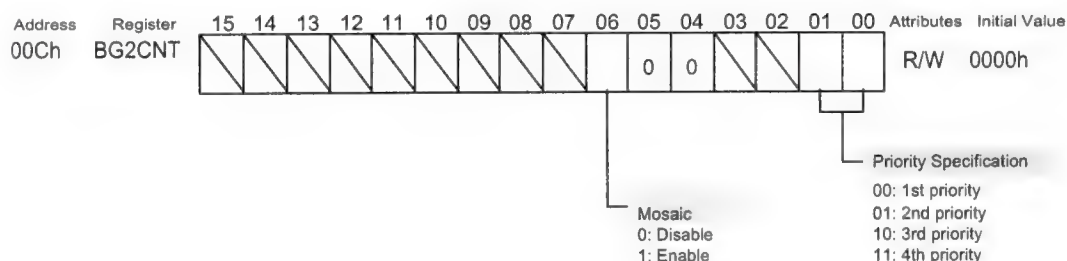 Address Register 15 14 13 12 11 10 09 08 07 06 05 04 03 02 01 00 Attributes Initial Value
00Ch BG2CNT 0 0 R/W 0000h
Priority Specification
00: 1st priority
01: 2nd priority
10: 3rd priority
11: 4th priority
Mosaic
0: Disable
1: Enable